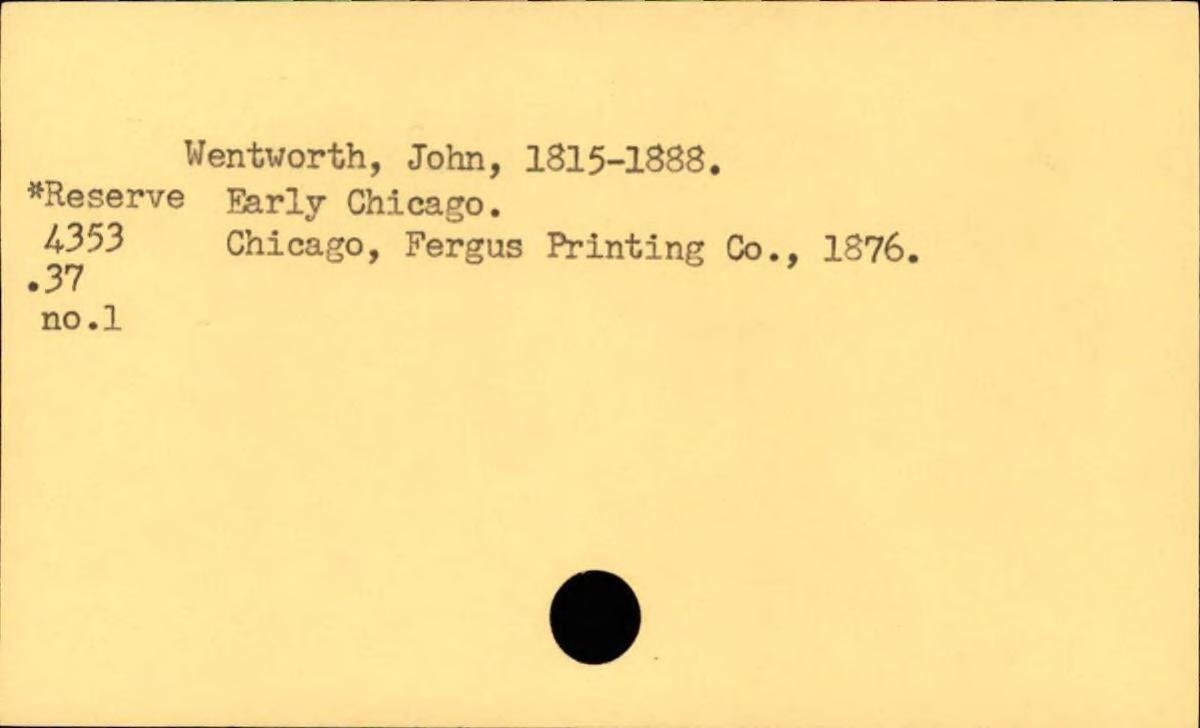 Wentworth, John, 1815-1888.
*Reserve Early Chicago.
4353 Chicago, Fergus Printing Co., 1876.
.37
no.1